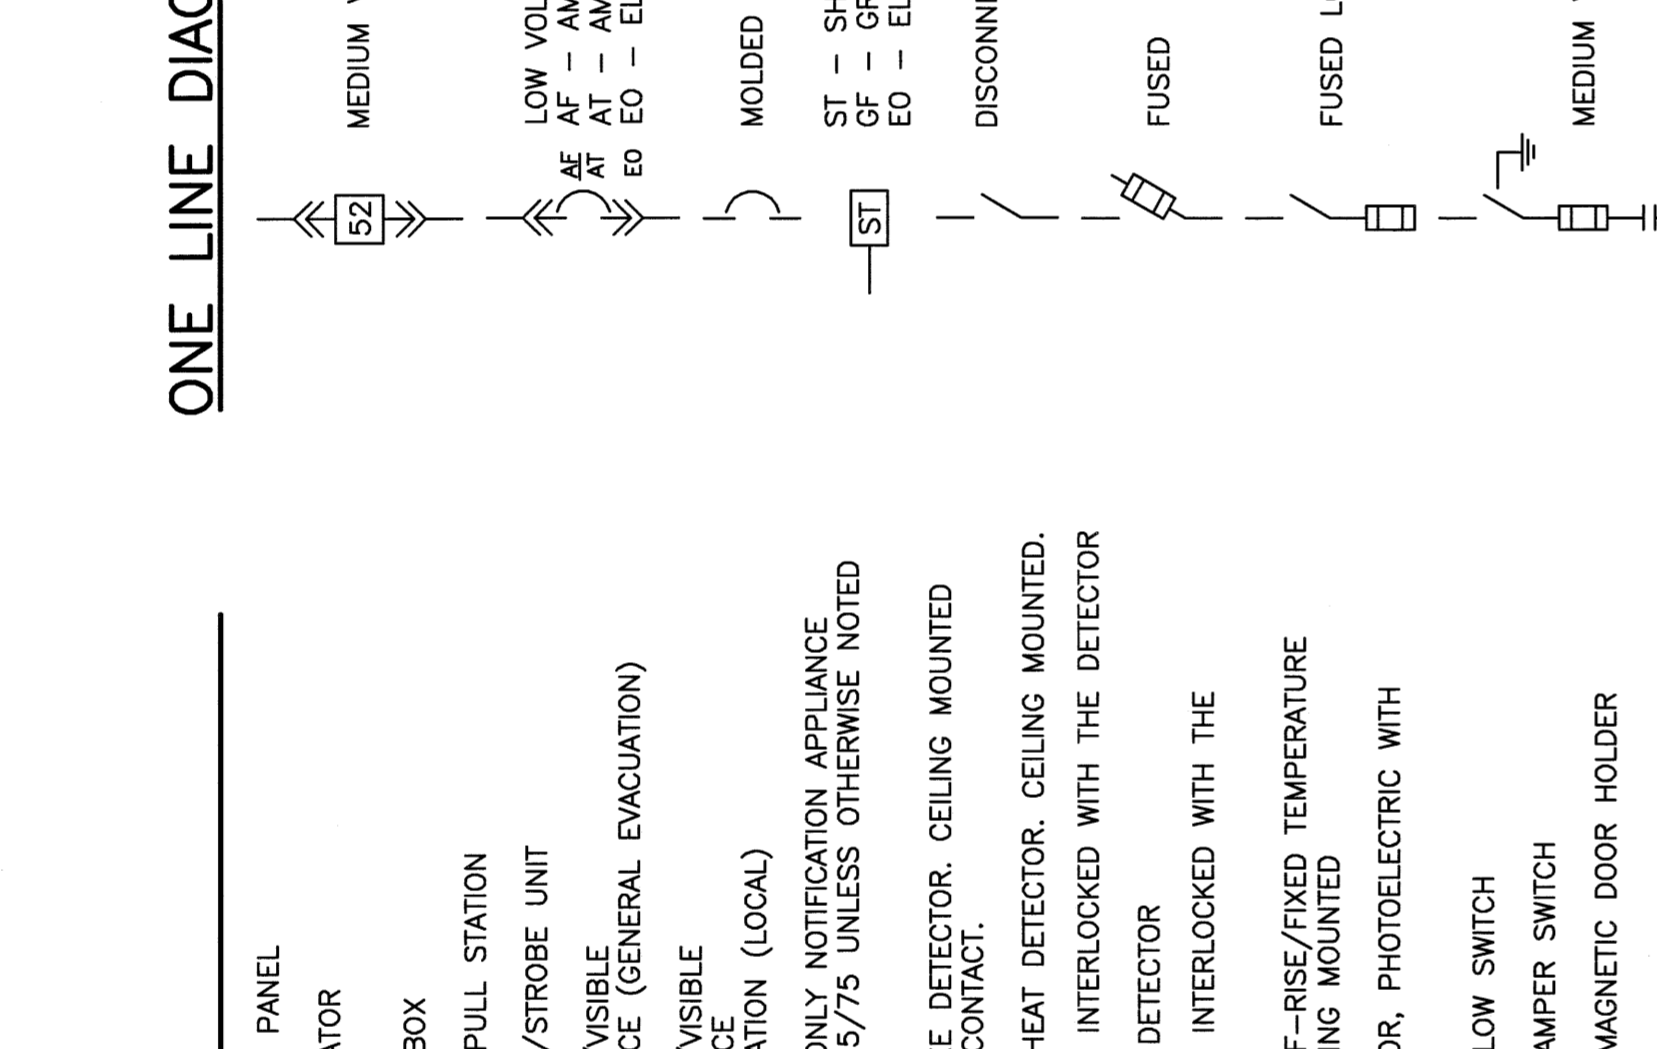 PANEL
ATOR
BOX
PULL STATION
/STROBE UNIT
/VISIBLE
CE (GENERAL EVACUATION)
/VISIBLE
CE
ATION (LOCAL)
ONLY NOTIFICATION APPLIANCE
5/75 UNLESS OTHERWISE NOTED
E DETECTOR. CEILING MOUNTED
CONTACT.
HEAT DETECTOR. CEILING MOUNTED.
INTERLOCKED WITH THE DETECTOR
DETECTOR
INTERLOCKED WITH THE
F-RISE/FIXED TEMPERATURE
NG MOUNTED
OR, PHOTOELECTRIC WITH
LOW SWITCH
AMPER SWITCH
MAGNETIC DOOR HOLDER
ONE LINE DIAG
52
MEDIUM V
LOW VOL
AF AF - AM
AT AT - AM
EO EO - EL
MOLDED
ST
ST - SH
GF - GR
EO - EL
DISCONNE
FUSED
FUSED L
MEDIUM V